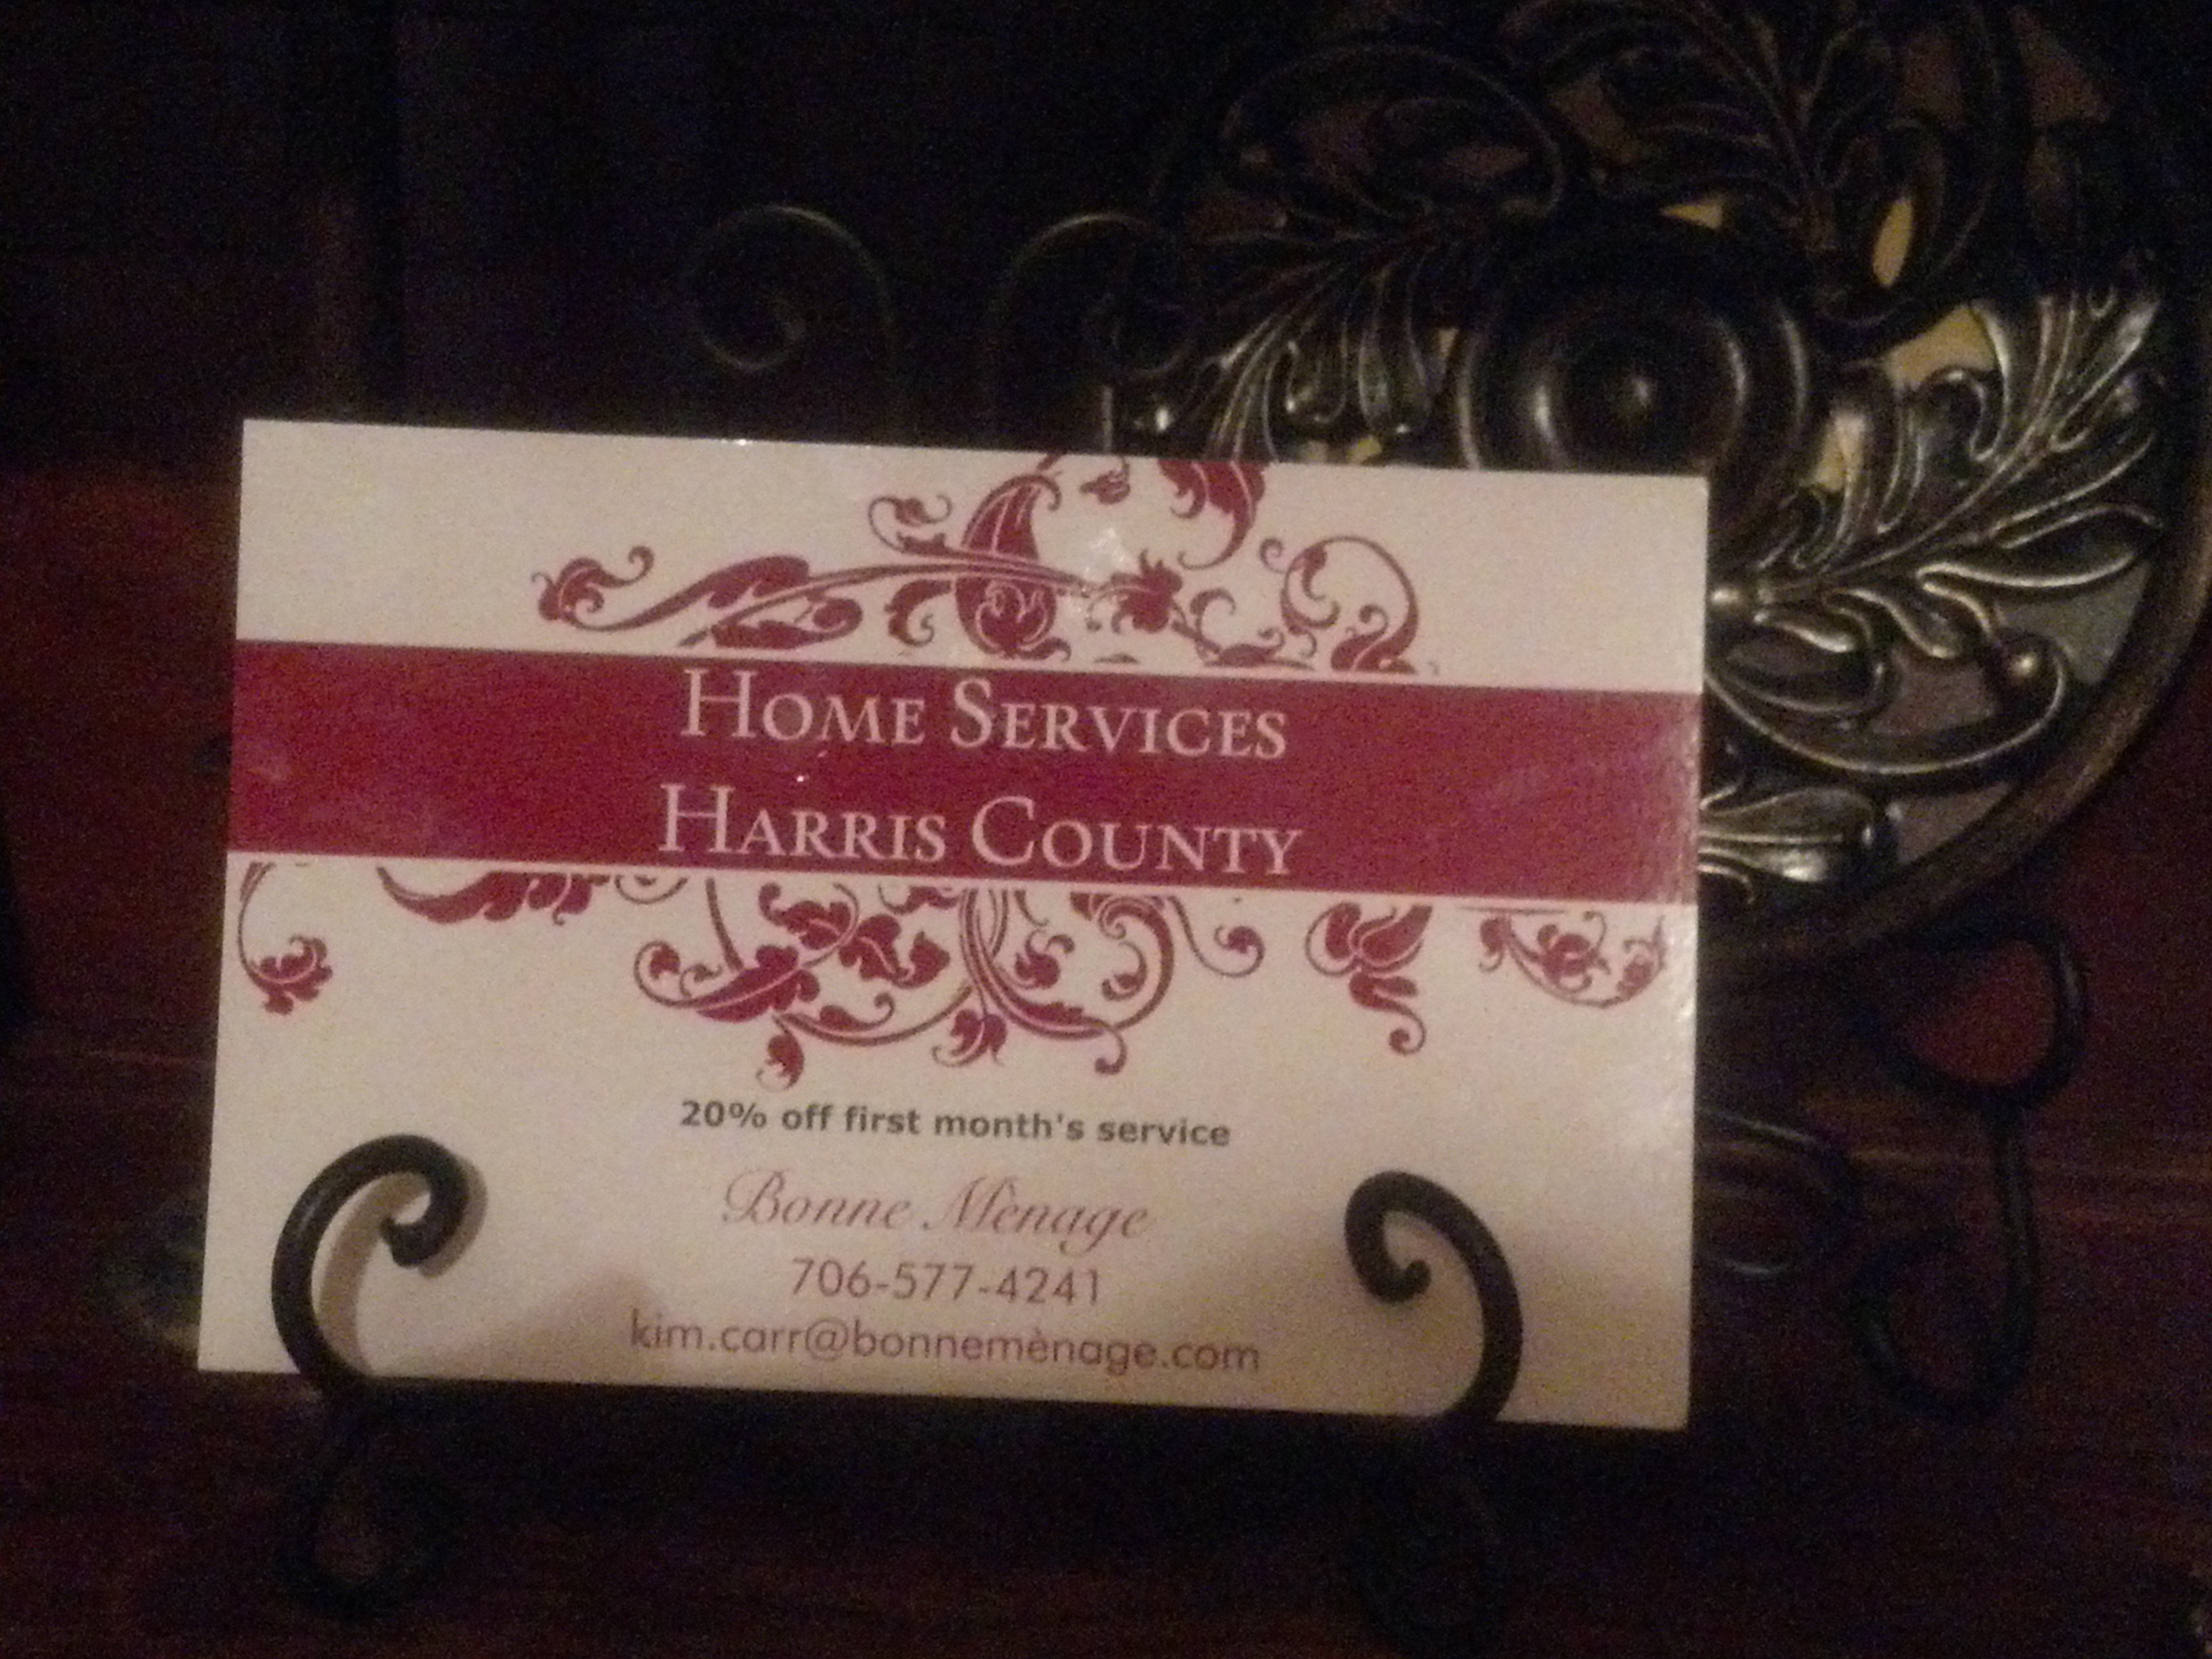 HOME SERVICES
HARRIS COUNTY
20% off first month's service
Bonne Mènage
706-577-4241
kim.carr@bonnemènage.com